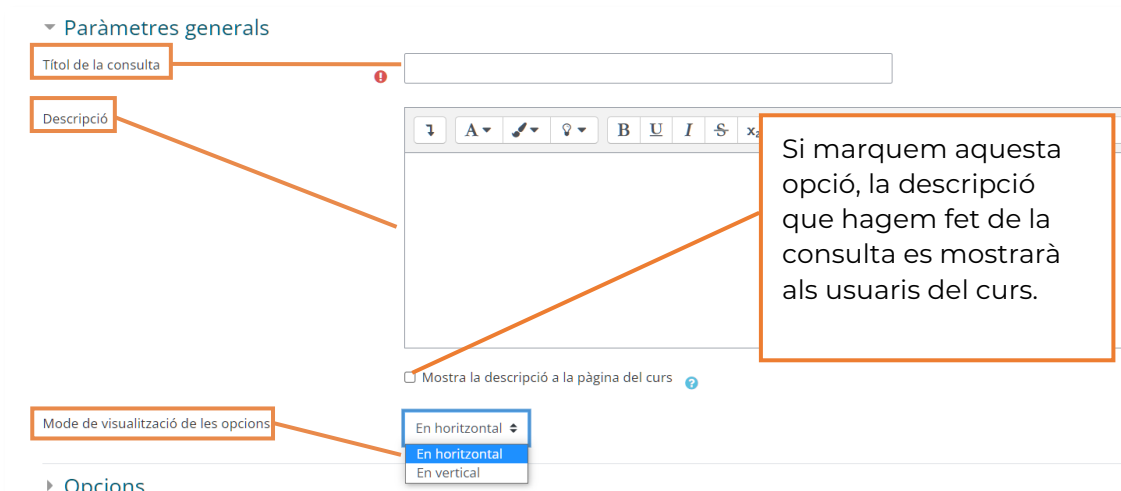 Paràmetres generals
Títol de la consulta
Descripció
A B U I S x₂
Si marquem aquesta
opció, la descripció
que hagem fet de la
consulta es mostrarà
als usuaris del curs.
Mostra la descripció a la pàgina del curs
Mode de visualització de les opcions
En horitzontal
En horitzontal
En vertical
Opcions